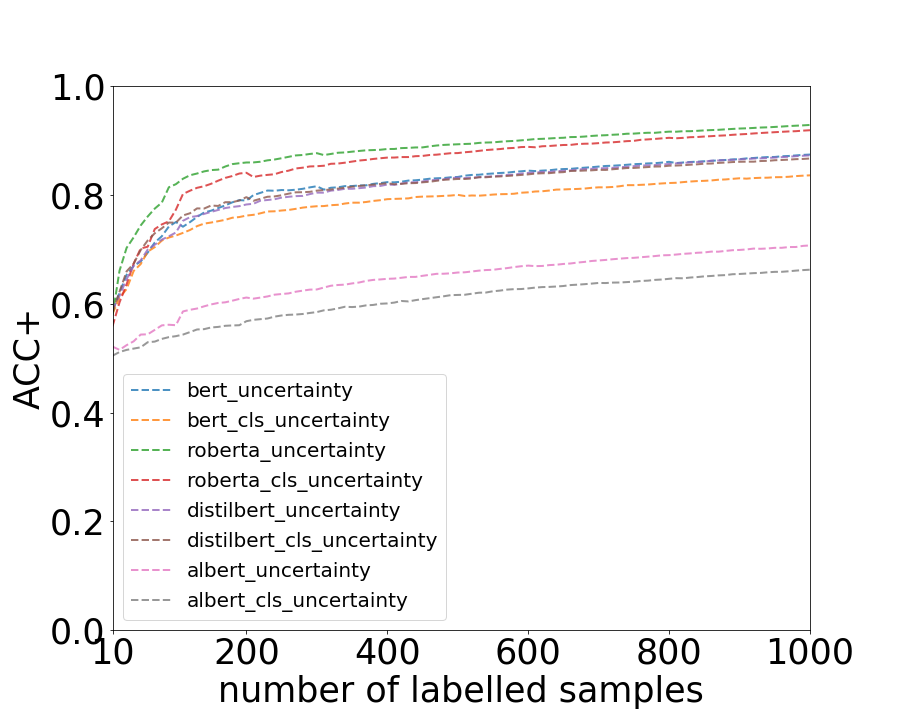 1.0
0.8
0.6
0.4
0.2
0.0
ACC+
bert_uncertainty
bert_cls_uncertainty
roberta_uncertainty
roberta_cls_uncertainty
distilbert_uncertainty
distilbert_cls_uncertainty
albert_uncertainty
albert_cls_uncertainty
10 200 400 600 800 1000
number of labelled samples